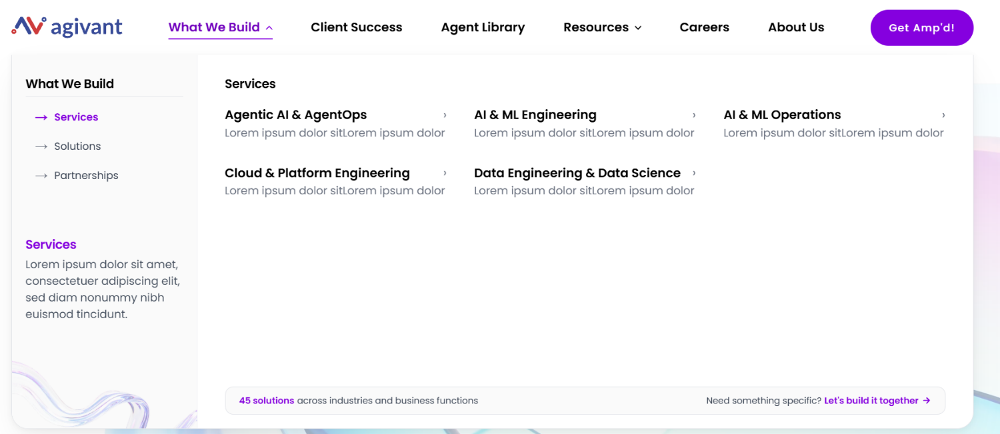 agivant
What We Build
Client Success
Agent Library
Resources
Careers
About Us
Get Amp'd!
What We Build
Services
Solutions
Partnerships
Services
Lorem ipsum dolor sit amet,
consectetuer adipiscing elit,
sed diam nonummy nibh
euismod tincidunt.
Services
Agentic AI & AgentOps
Lorem ipsum dolor sitLorem ipsum dolor
AI & ML Engineering
Lorem ipsum dolor sitLorem ipsum dolor
AI & ML Operations
Lorem ipsum dolor sitLorem ipsum dolor
Cloud & Platform Engineering
Lorem ipsum dolor sitLorem ipsum dolor
Data Engineering & Data Science
Lorem ipsum dolor sitLorem ipsum dolor
45 solutions across industries and business functions
Need something specific? Let's build it together →